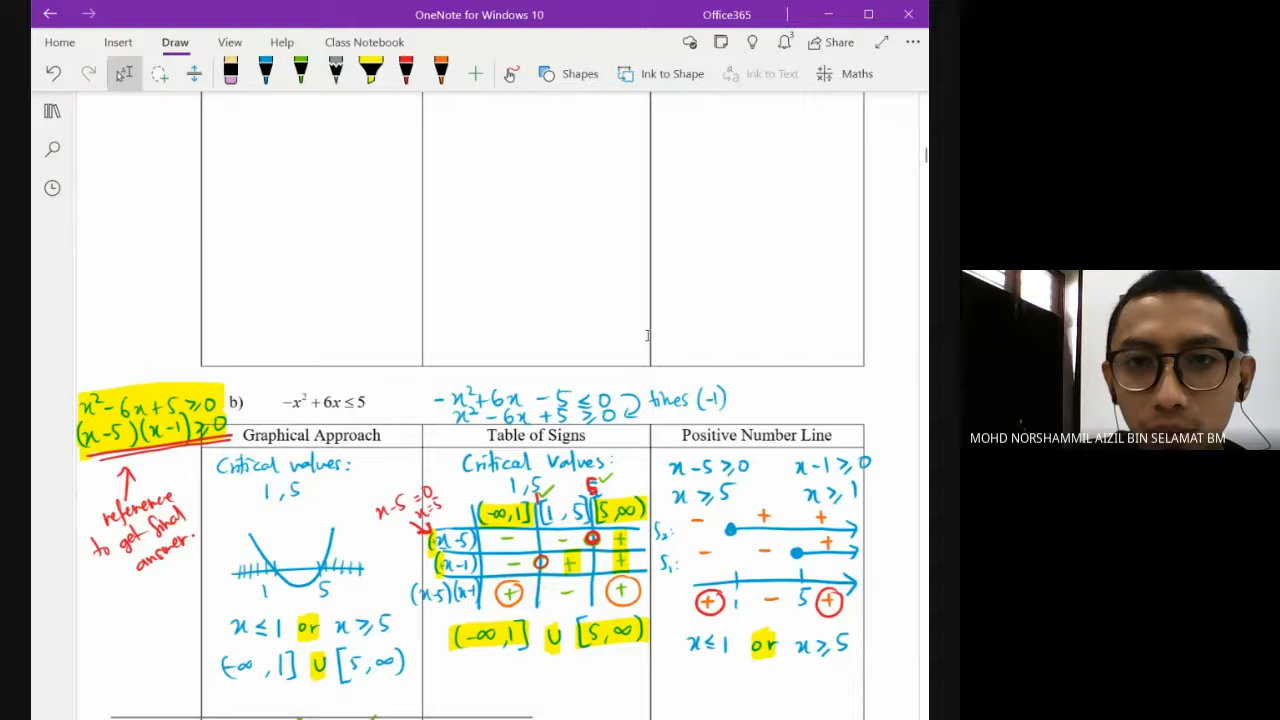 OneNote for Windows 10
Office365
Home Insert Draw View Help Class Notebook
3
Share
Shapes
Ink to Shape
Ink to Text
Maths
x² - 6x + 5 ≥ 0
(x-5)(x-1) ≥ 0
reference
to get final
answer.
b) −x² + 6x ≤ 5
- x² + 6x - 5 ≤ 0
x² - 6x + 5 ≥ 0
times (-1)
Graphical Approach
Table of Signs
Positive Number Line
Critical values:
1, 5
1 5
x ≤ 1 or x ≥ 5
(-∞, 1] ∪ [5, ∞)
Critical Values:
1, 5
x-5=0
x=5
1 5
(-∞, 1] [1, 5] [5, ∞)
(x-5) - - +
(x-1) - + +
(x-5)(x-1) + - +
(-∞, 1] ∪ [5, ∞)
x-5 ≥ 0 x-1 ≥ 0
x ≥ 5 x ≥ 1
- + +
S₂:
- - +
S₁:
+ 1 - 5 +
x ≤ 1 or x ≥ 5
MOHD NORSHAMMIL AIZIL BIN SELAMAT BM